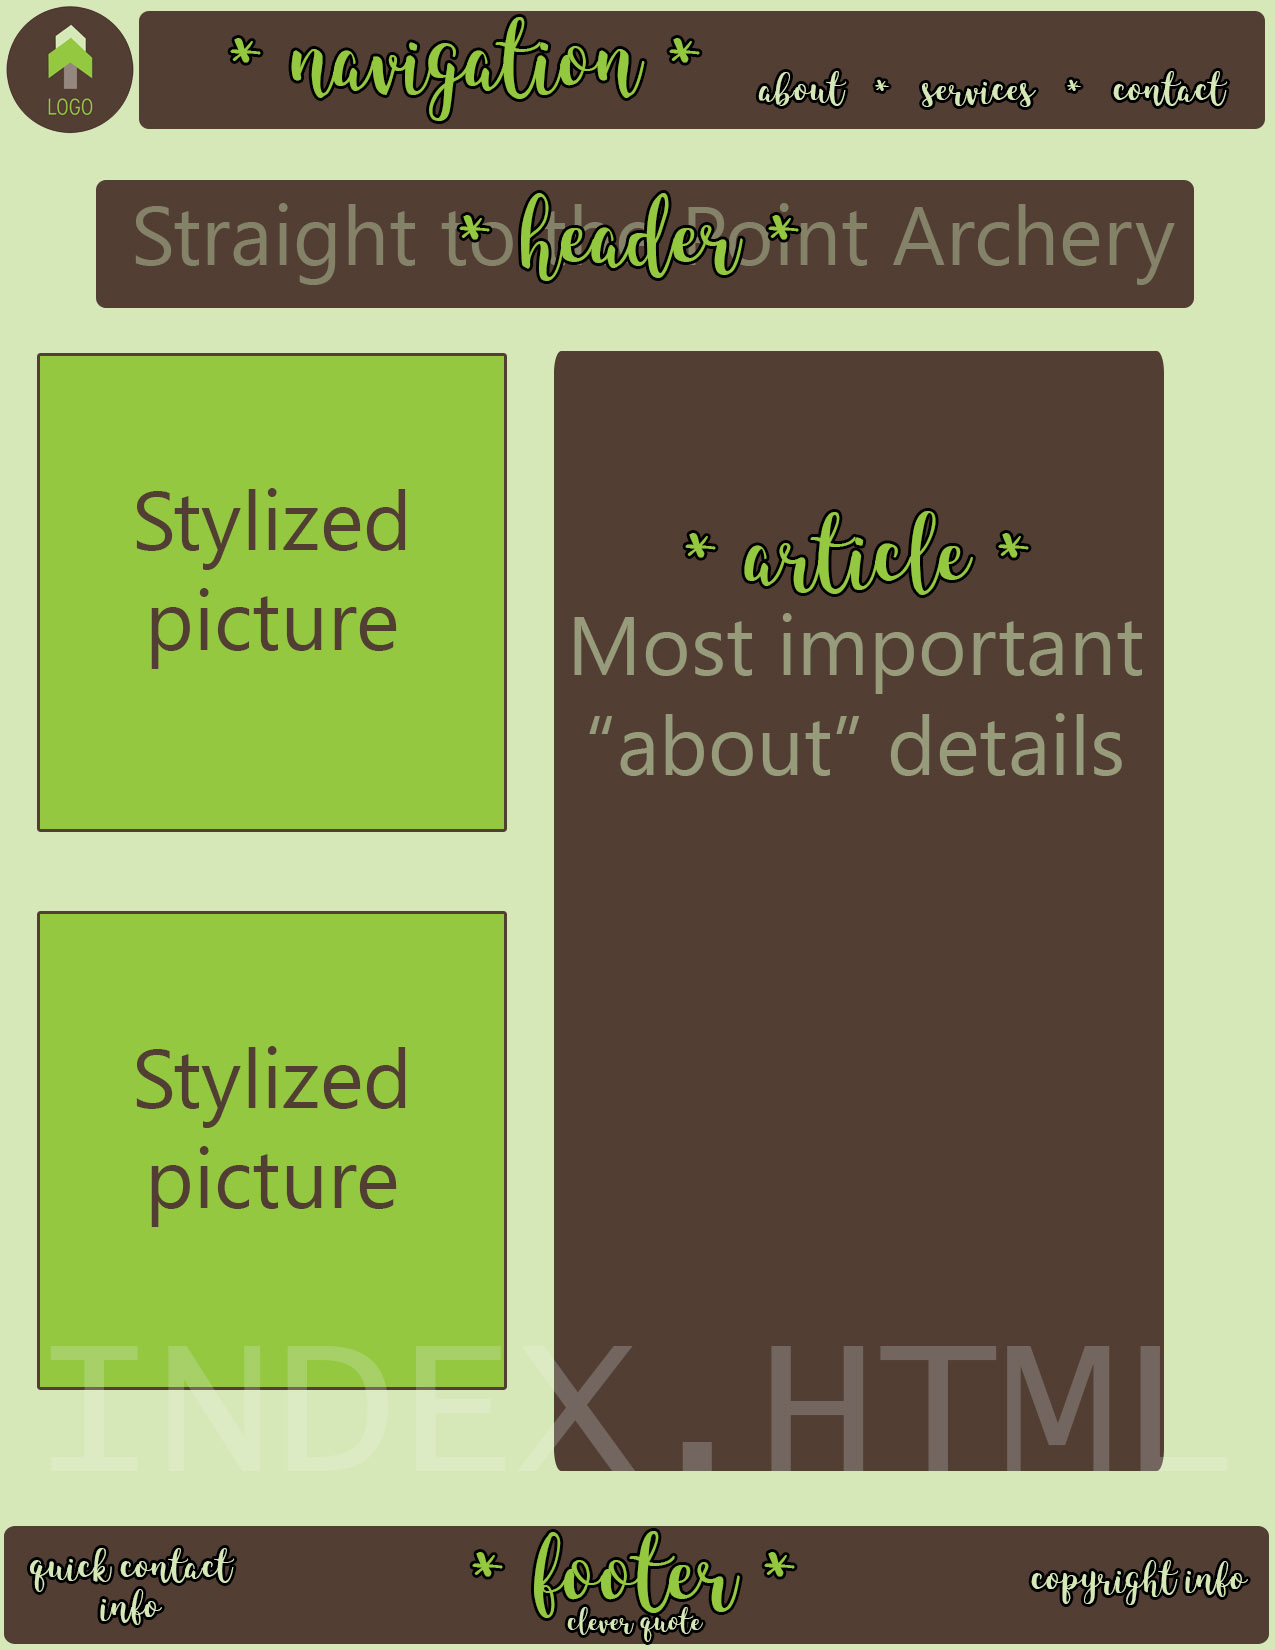 LOGO
* navigation *
about * services * contact
Straight to the Point Archery
* header *
Stylized
picture
* article *
Most important
“about” details
Stylized
picture
INDEX.HTML
quick contact
info
* footer *
clever quote
copyright info